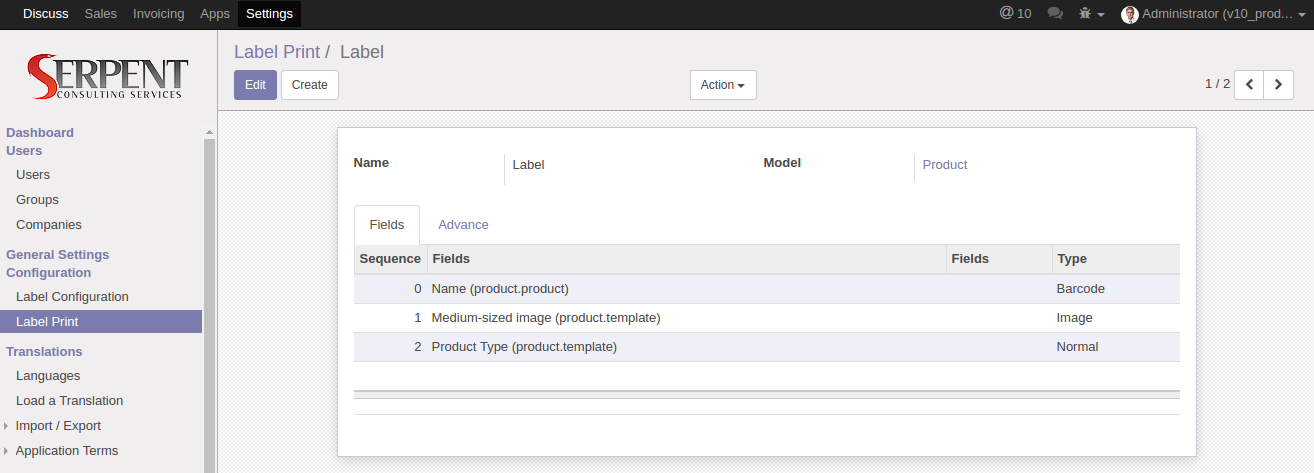 Discuss Sales Invoicing Apps Settings @ 10 Administrator (v10_prod...
SERPENT
CONSULTING SERVICES
Label Print / Label
Edit Create Action 1 / 2
Dashboard
Users
Users
Groups
Companies
General Settings
Configuration
Label Configuration
Label Print
Translations
Languages
Load a Translation
Import / Export
Application Terms
Name Label Model Product
Fields Advance
Sequence Fields Fields Type
0 Name (product.product) Barcode
1 Medium-sized image (product.template) Image
2 Product Type (product.template) Normal